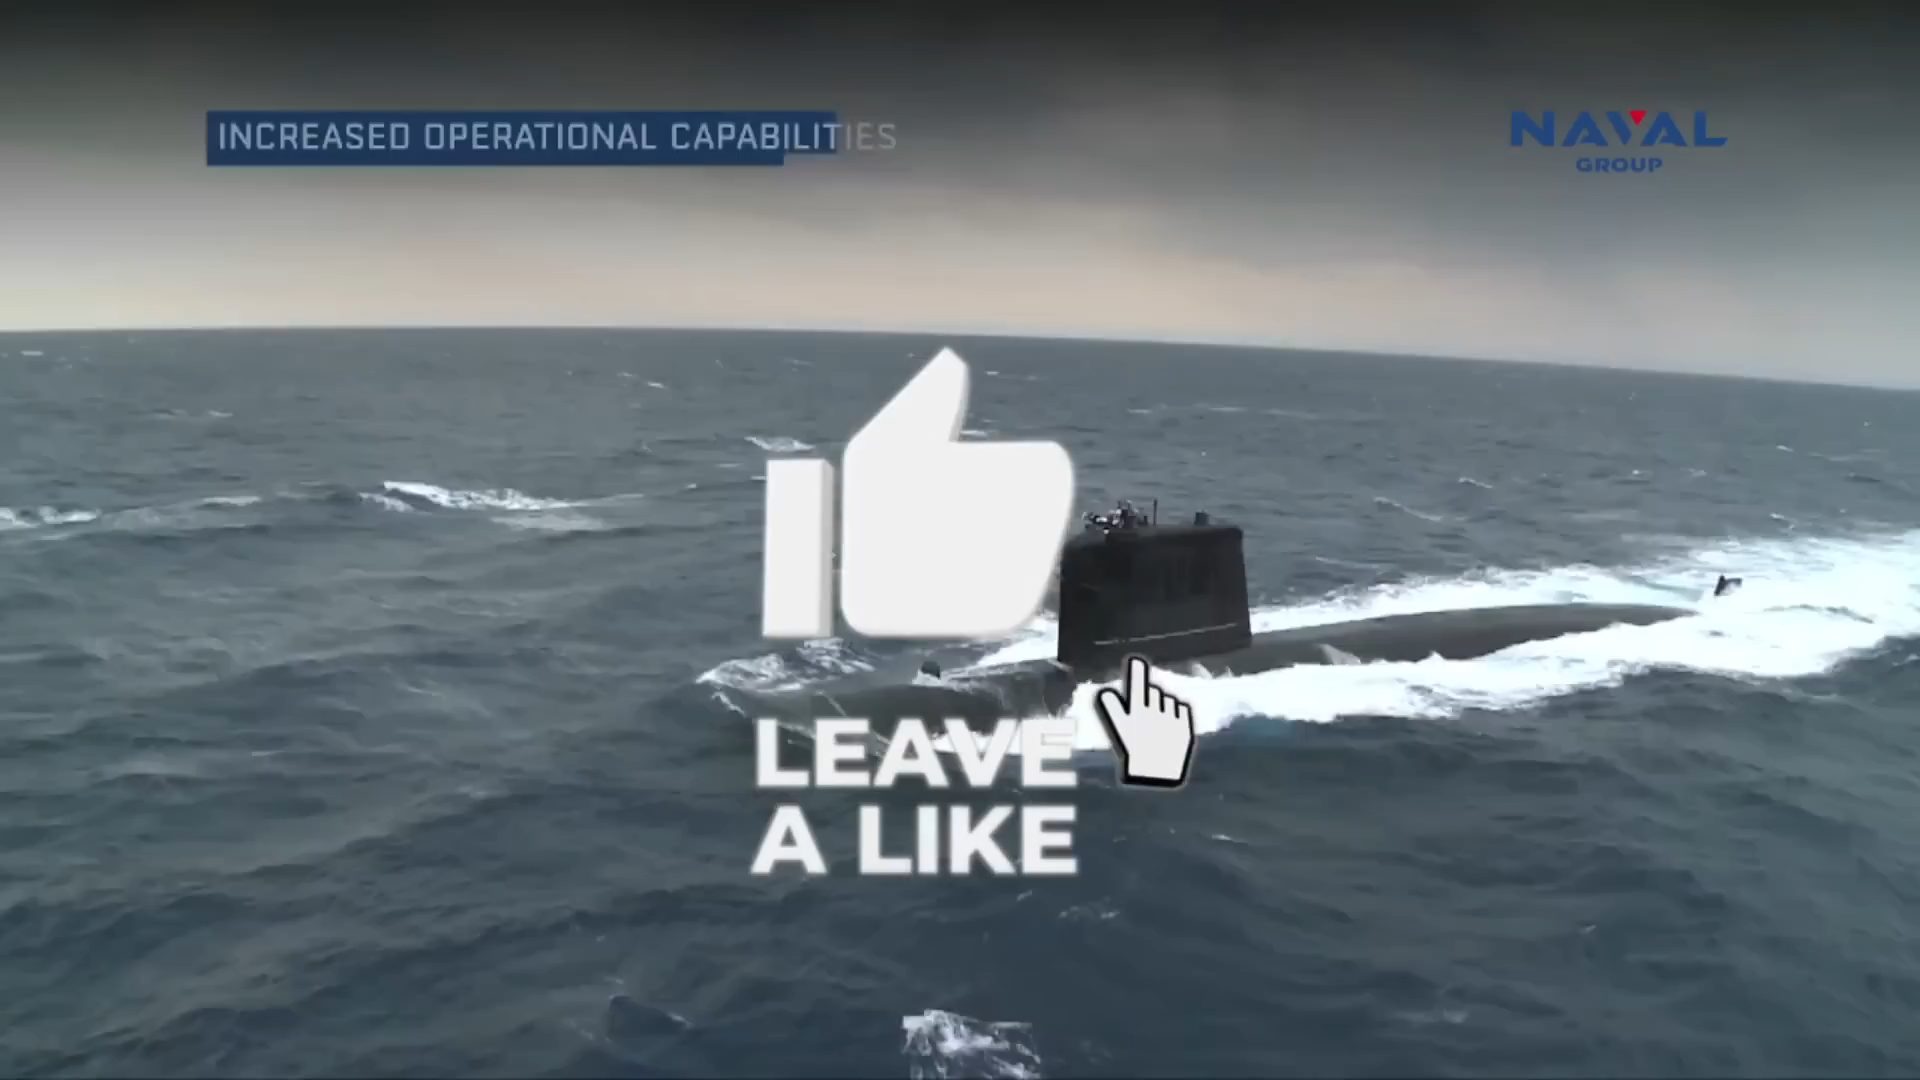 INCREASED OPERATIONAL CAPABILITIES
NAVAL
GROUP
LEAVE
A LIKE